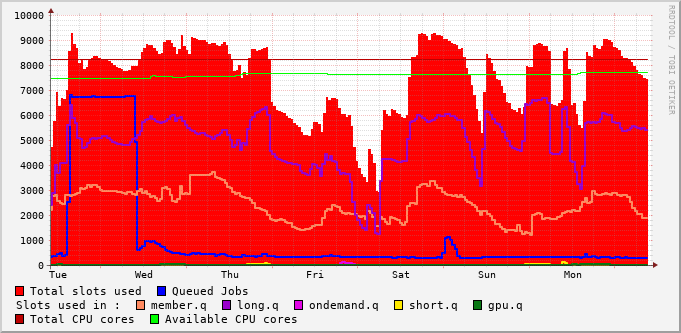 10000
9000
8000
7000
6000
5000
4000
3000
2000
1000
0
Tue Wed Thu Fri Sat Sun Mon
RRDTOOL / TOBI OETIKER
Total slots used Queued Jobs
Slots used in : member.q long.q ondemand.q short.q gpu.q
Total CPU cores Available CPU cores